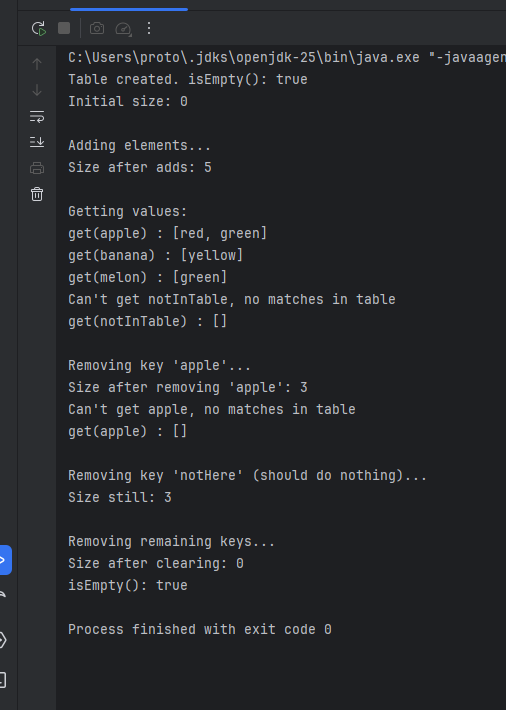 C:\Users\proto\.jdks\openjdk-25\bin\java.exe "-javaagen
Table created. isEmpty(): true
Initial size: 0
Adding elements...
Size after adds: 5
Getting values:
get(apple) : [red, green]
get(banana) : [yellow]
get(melon) : [green]
Can't get notInTable, no matches in table
get(notInTable) : []
Removing key 'apple'...
Size after removing 'apple': 3
Can't get apple, no matches in table
get(apple) : []
Removing key 'notHere' (should do nothing)...
Size still: 3
Removing remaining keys...
Size after clearing: 0
isEmpty(): true
Process finished with exit code 0